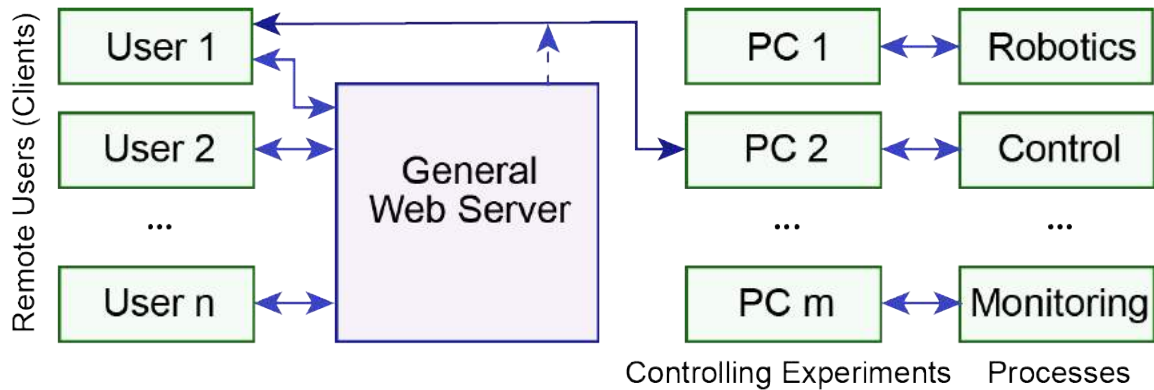 Remote Users (Clients)
User 1
User 2
...
User n
General
Web Server
PC 1
PC 2
...
PC m
Controlling Experiments
Robotics
Control
...
Monitoring
Processes